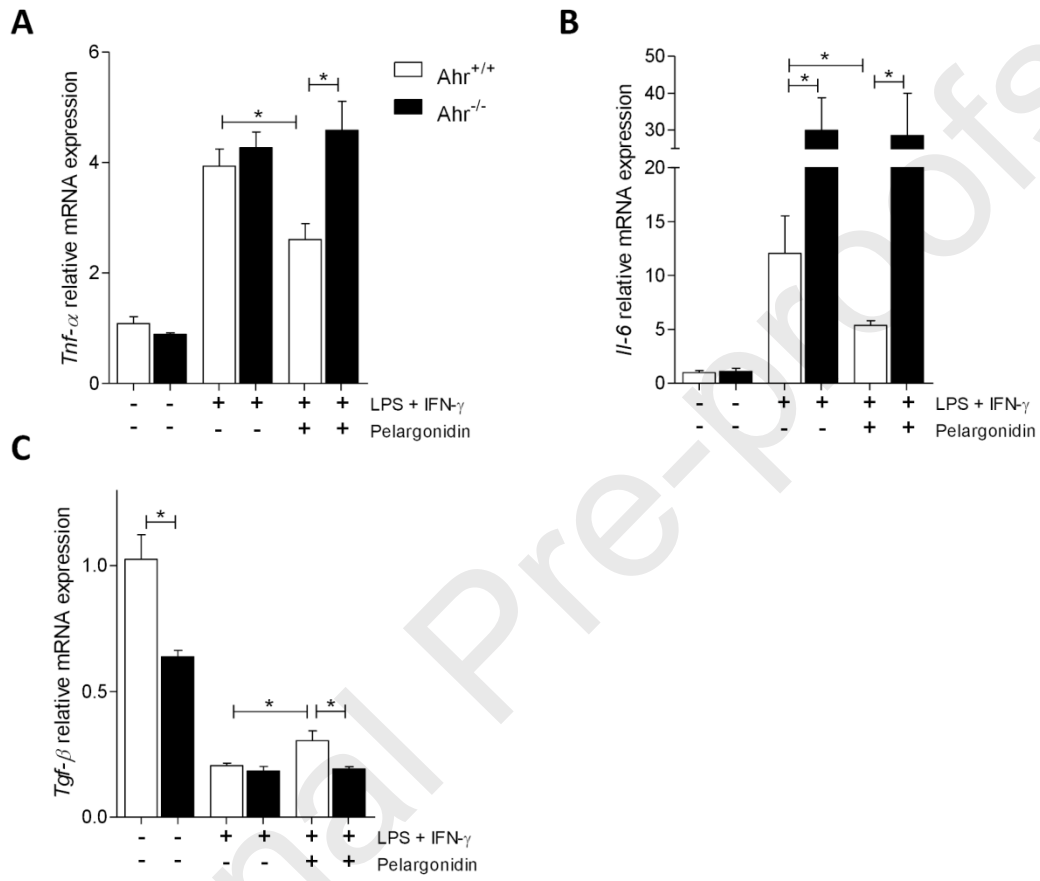 A
Tnf-α relative mRNA expression
6
4
2
0
Ahr+/+
Ahr-/-
*
*
- - + + + + LPS + IFN-γ
- - - - + + Pelargonidin
B
Il-6 relative mRNA expression
50
40
30
20
15
10
5
0
*
*
*
- - + + + + LPS + IFN-γ
- - - - + + Pelargonidin
C
Tgf-β relative mRNA expression
1.0
0.5
0.0
*
*
*
- - + + + + LPS + IFN-γ
- - - - + + Pelargonidin
nal Pre-proofs